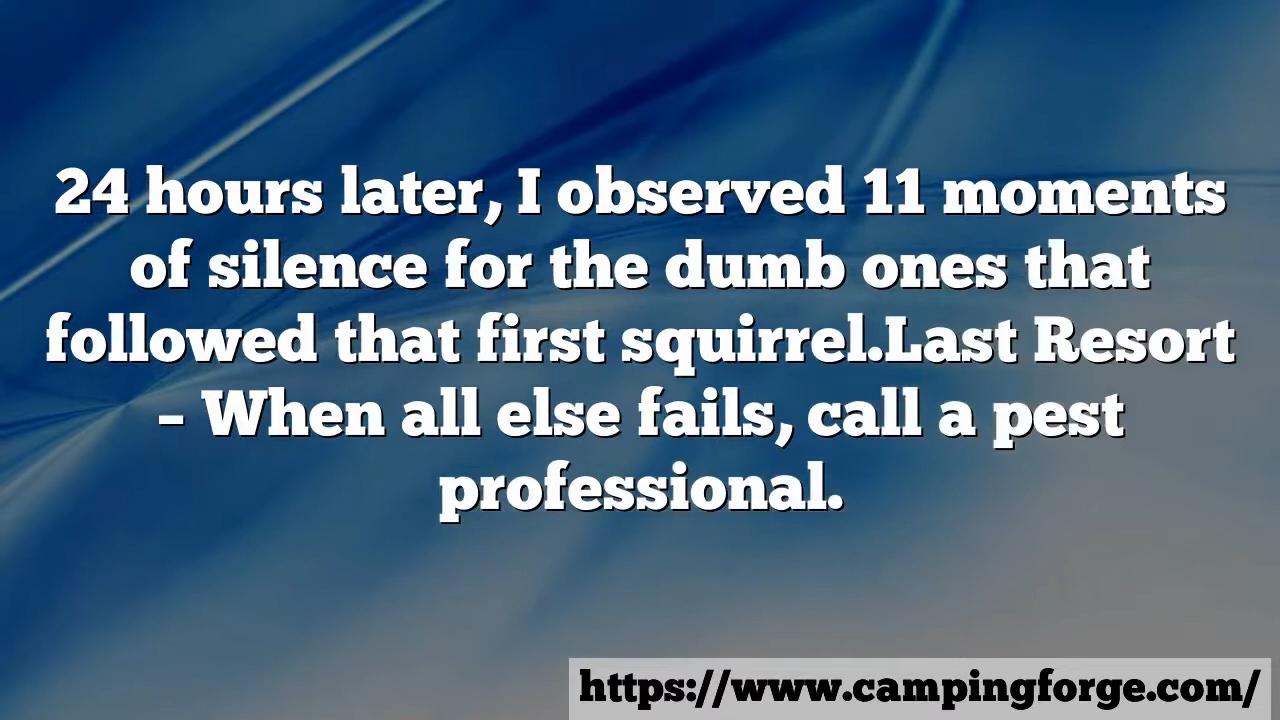 24 hours later, I observed 11 moments
of silence for the dumb ones that
followed that first squirrel.Last Resort
– When all else fails, call a pest
professional.
https://www.campingforge.com/